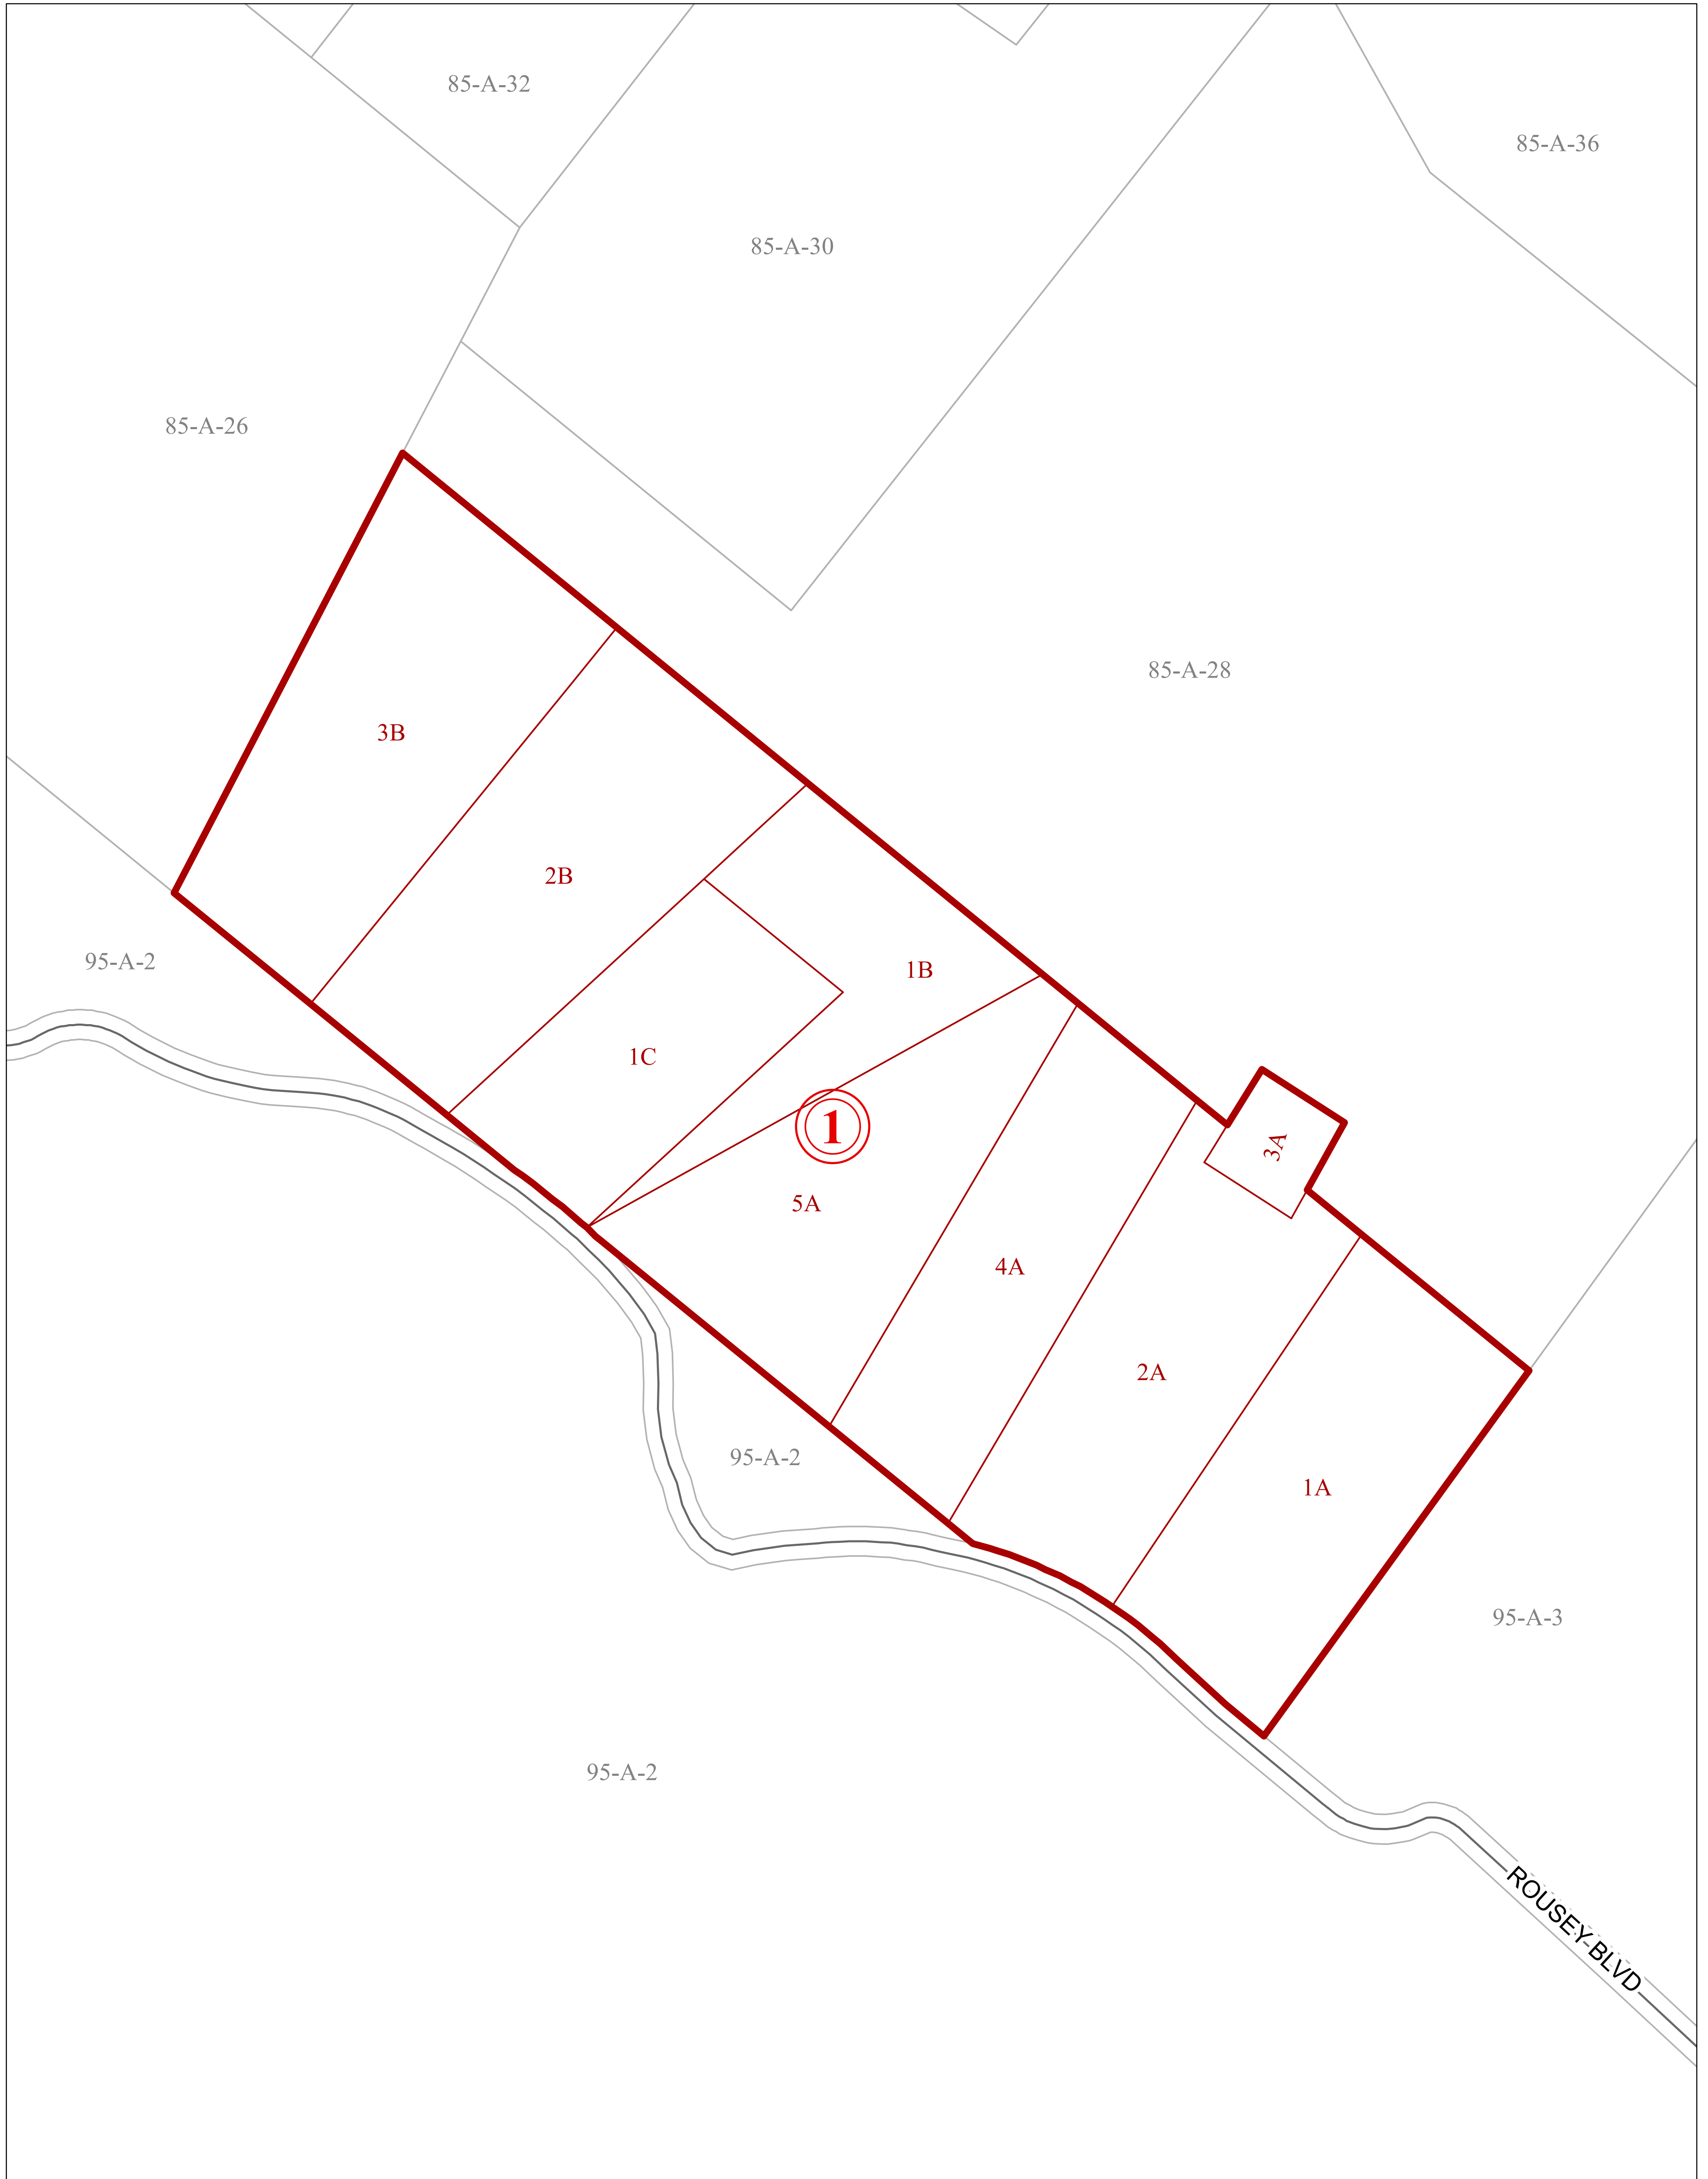 85-A-32
85-A-36
85-A-30
85-A-26
85-A-28
3B
2B
95-A-2
1B
1C
1
3A
5A
4A
2A
95-A-2
1A
95-A-3
95-A-2
ROUSEY BLVD